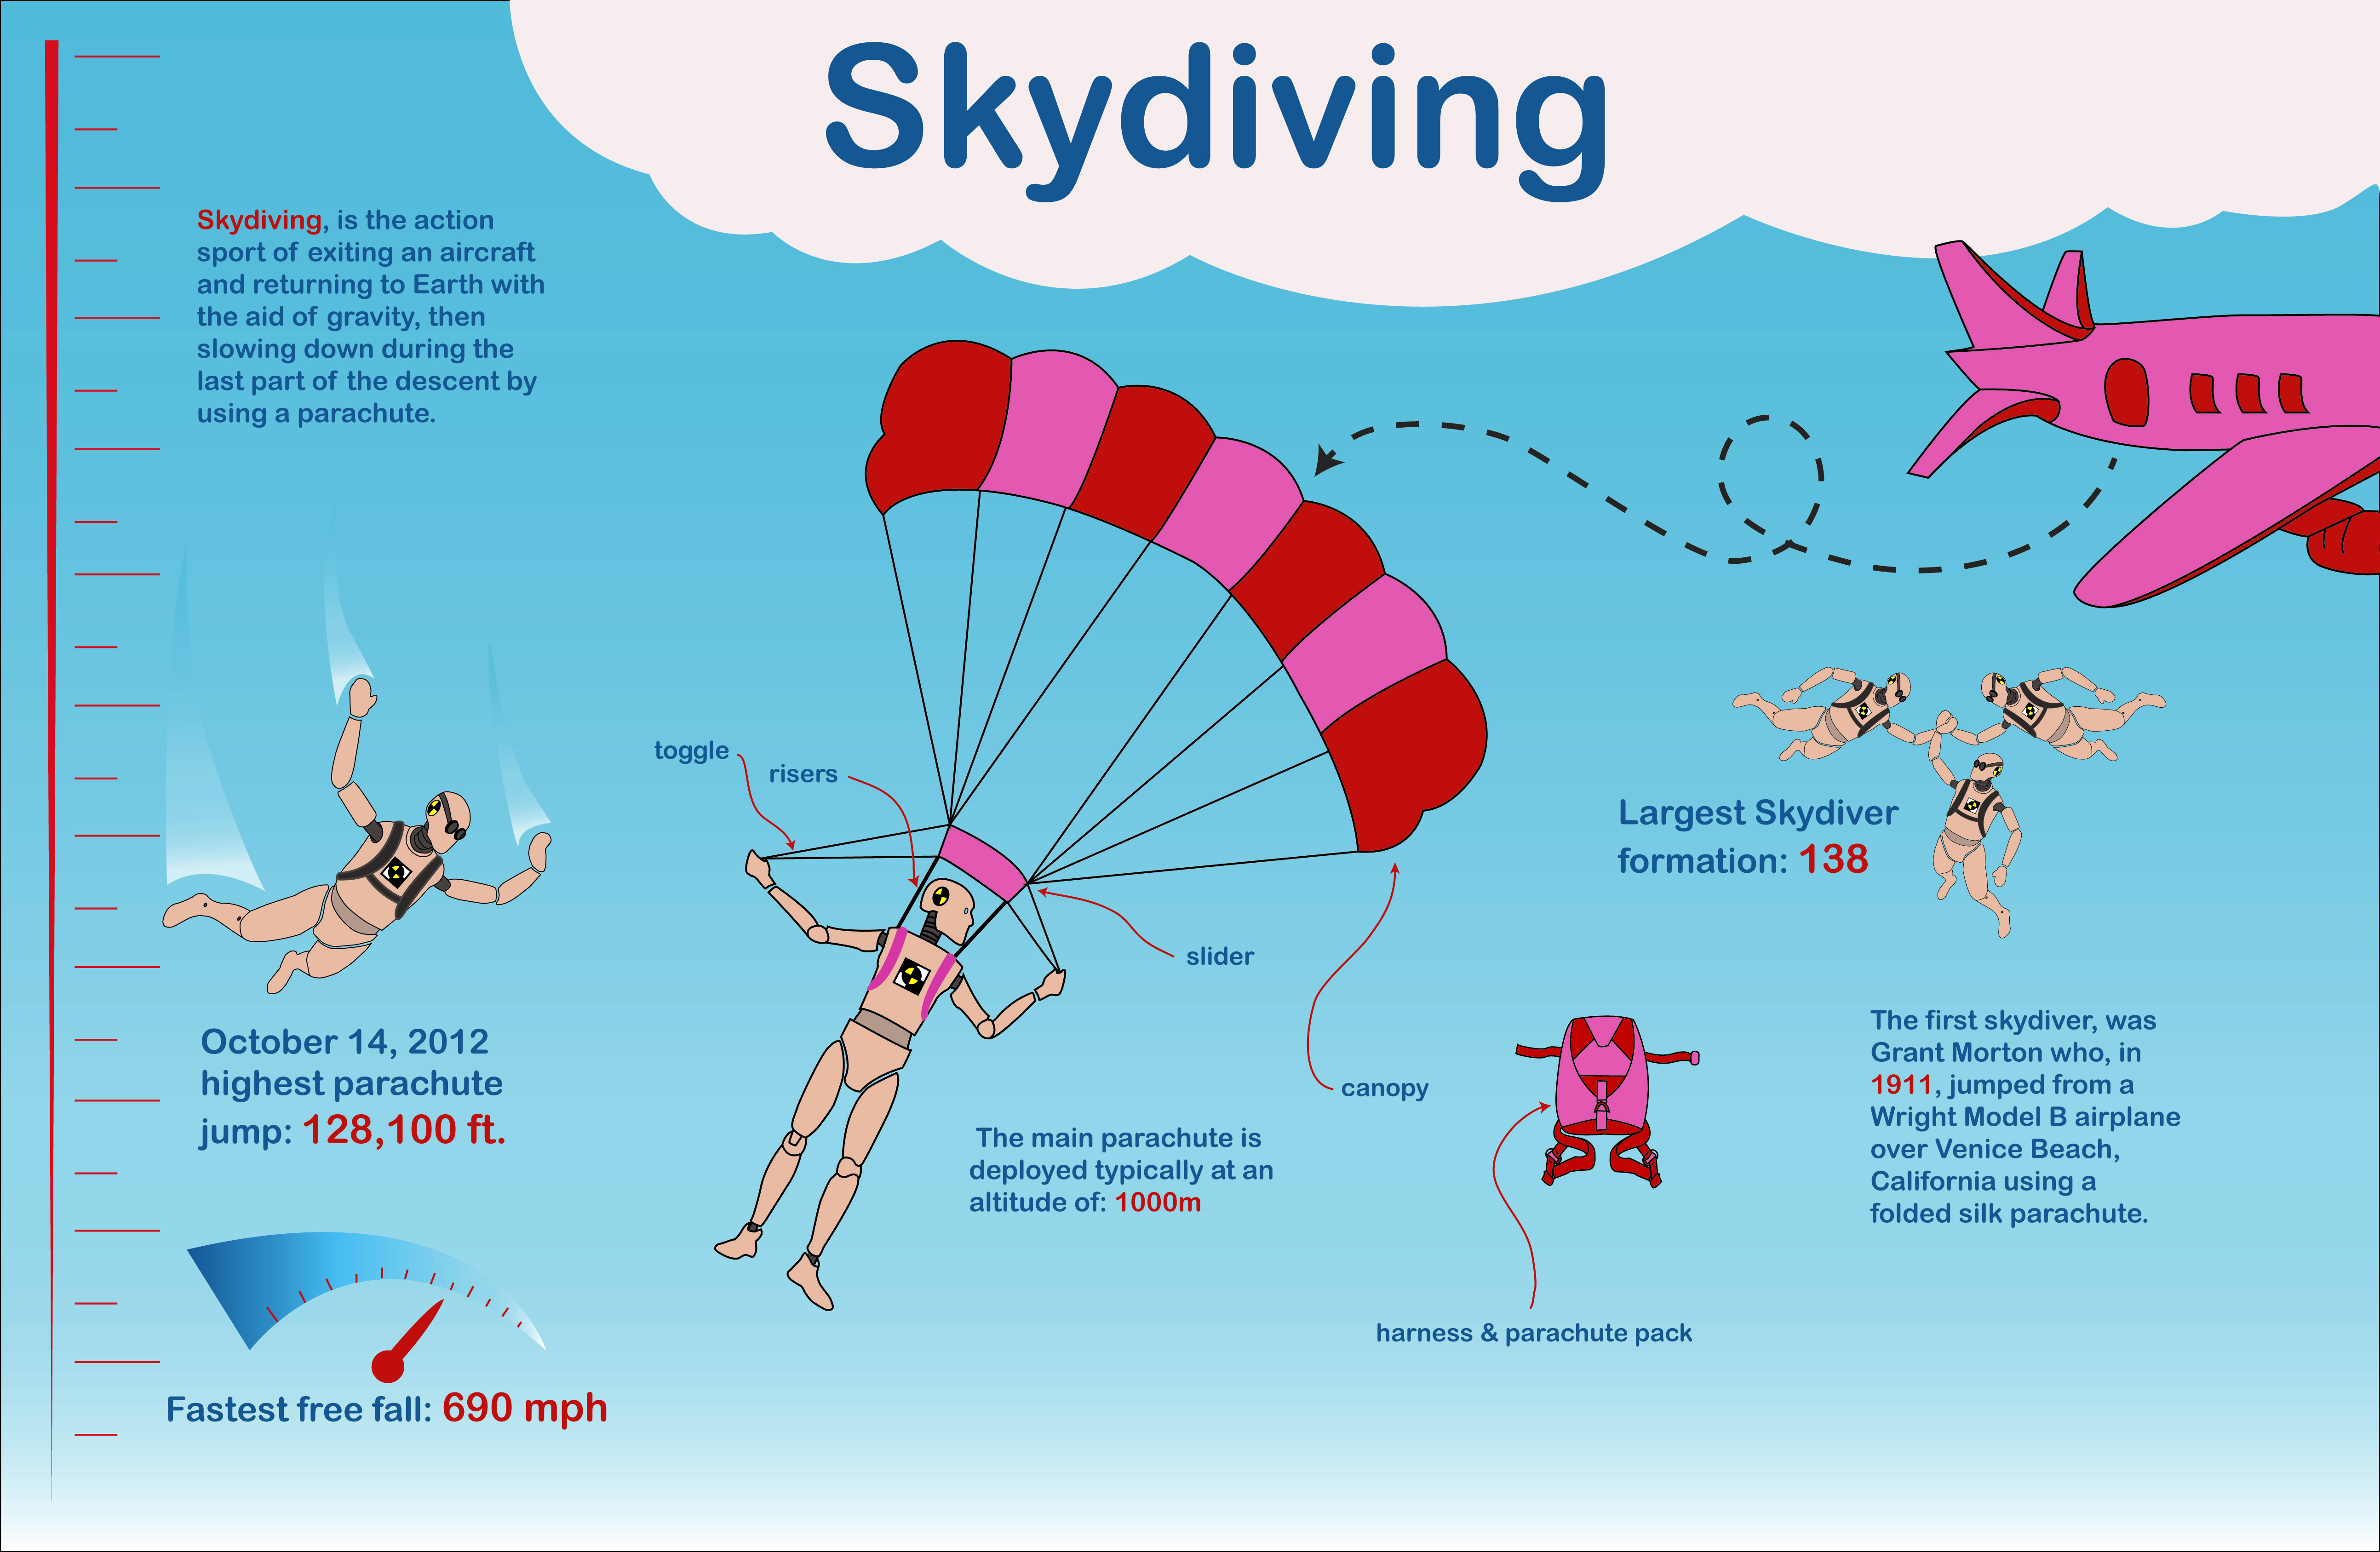 Skydiving
Skydiving, is the action
sport of exiting an aircraft
and returning to Earth with
the aid of gravity, then
slowing down during the
last part of the descent by
using a parachute.
toggle
risers
slider
canopy
Largest Skydiver
formation: 138
October 14, 2012
highest parachute
jump: 128,100 ft.
The main parachute is
deployed typically at an
altitude of: 1000m
The first skydiver, was
Grant Morton who, in
1911, jumped from a
Wright Model B airplane
over Venice Beach,
California using a
folded silk parachute.
harness & parachute pack
Fastest free fall: 690 mph